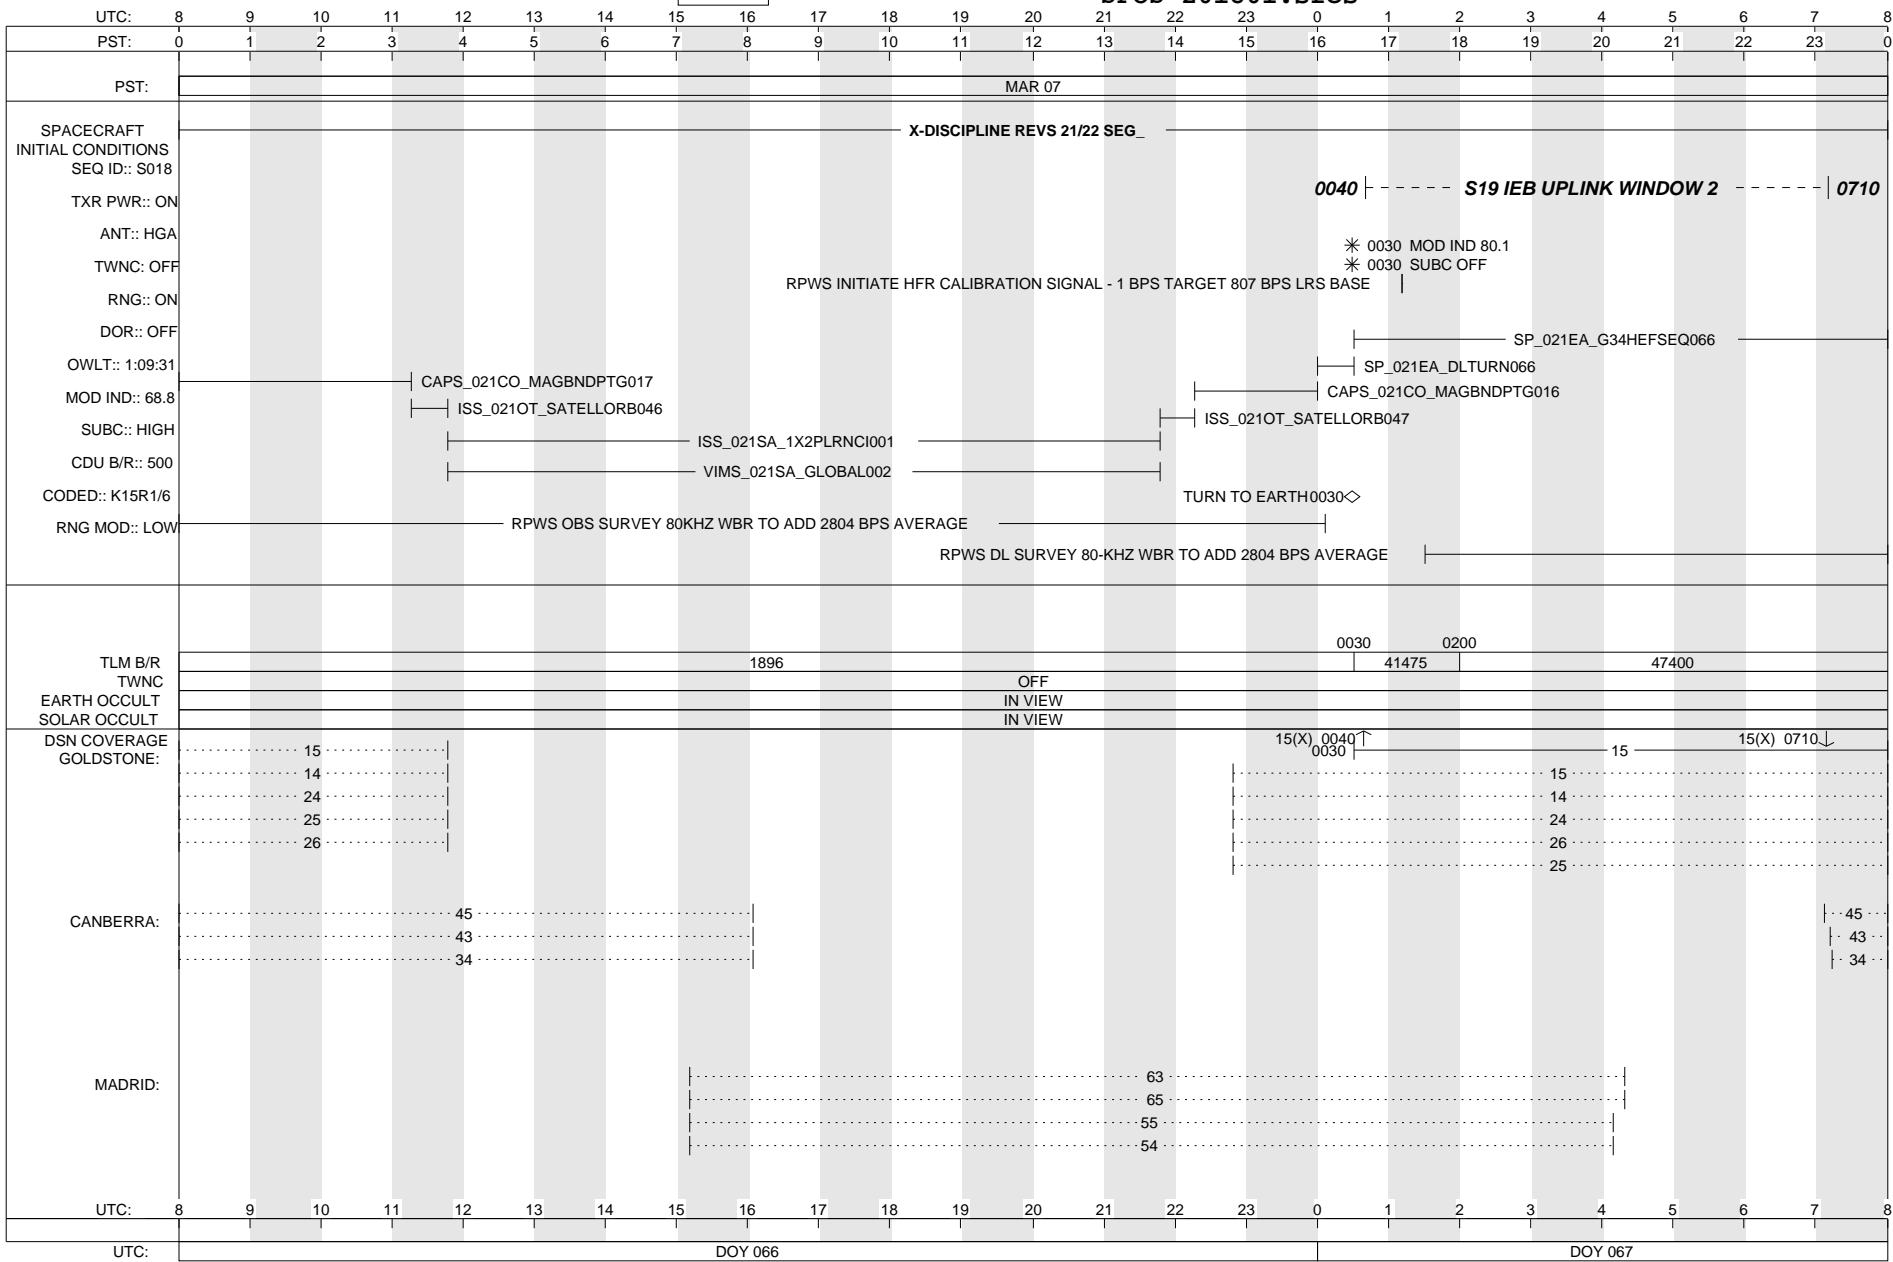 UTC: 8 9 10 11 12 13 14 15 16 17 18 19 20 21 22 23 0 1 2 3 4 5 6 7 8
PST: 0 1 2 3 4 5 6 7 8 9 10 11 12 13 14 15 16 17 18 19 20 21 22 23 0
PST: MAR 07
SPACECRAFT X-DISCIPLINE REVS 21/22 SEG_
INITIAL CONDITIONS
SEQ ID:: S018
0040 S19 IEB UPLINK WINDOW 2 0710
TXR PWR:: ON
ANT:: HGA
0030 MOD IND 80.1
TWNC: OFF 0030 SUBC OFF
RPWS INITIATE HFR CALIBRATION SIGNAL - 1 BPS TARGET 807 BPS LRS BASE
RNG:: ON
DOR:: OFF
SP_021EA_G34HEFSEQ066
OWLT:: 1:09:31 SP_021EA_DLTURN066
CAPS_021CO_MAGBNDPTG017
CAPS_021CO_MAGBNDPTG016
MOD IND:: 68.8
ISS_021OT_SATELLORB046
ISS_021OT_SATELLORB047
SUBC:: HIGH
ISS_021SA_1X2PLRNCI001
CDU B/R:: 500
VIMS_021SA_GLOBAL002
CODED:: K15R1/6 TURN TO EARTH0030
RNG MOD:: LOW RPWS OBS SURVEY 80KHZ WBR TO ADD 2804 BPS AVERAGE
RPWS DL SURVEY 80-KHZ WBR TO ADD 2804 BPS AVERAGE
0030 0200
TLM B/R 1896 41475 47400
TWNC OFF
EARTH OCCULT IN VIEW
SOLAR OCCULT IN VIEW
DSN COVERAGE 15(X) 0040 15(X) 0710
GOLDSTONE: 15 0030 15
14 15
24 14
25 24
26 26
25
CANBERRA: 45 45
43 43
34 34
MADRID: 63
65
55
54
UTC: 8 9 10 11 12 13 14 15 16 17 18 19 20 21 22 23 0 1 2 3 4 5 6 7 8
UTC: DOY 066 DOY 067